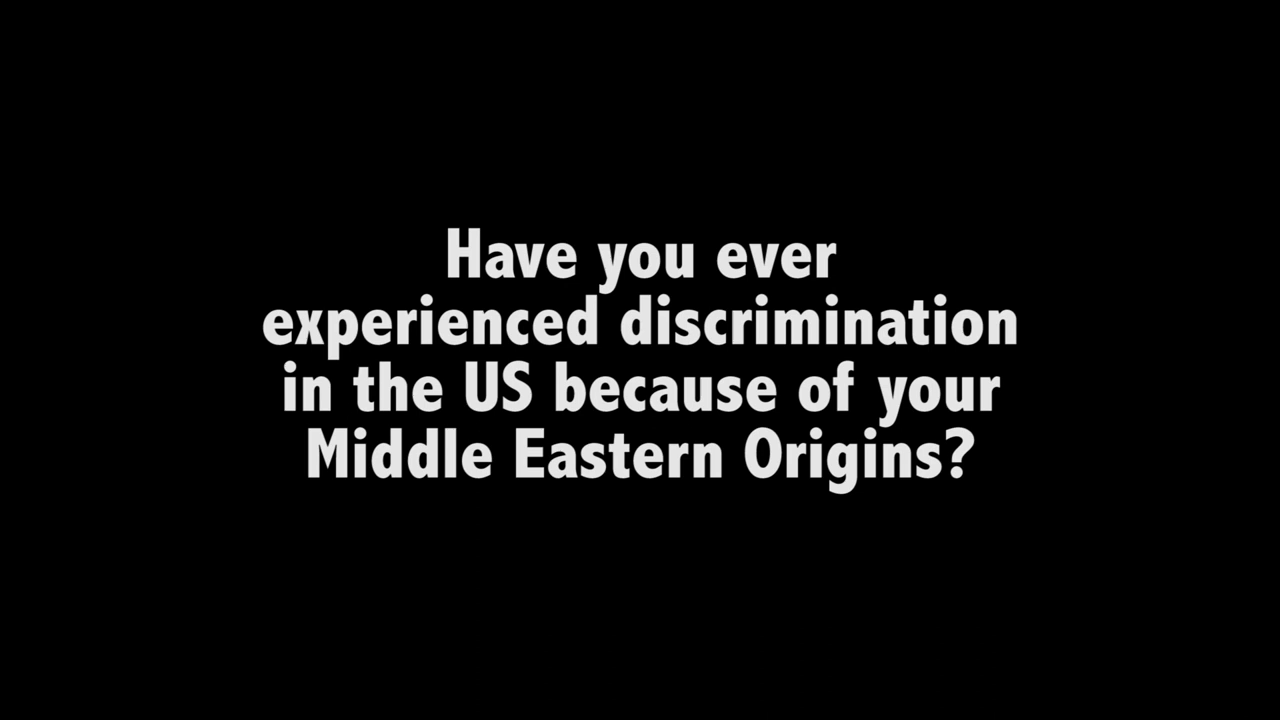 Have you ever
experienced discrimination
in the US because of your
Middle Eastern Origins?